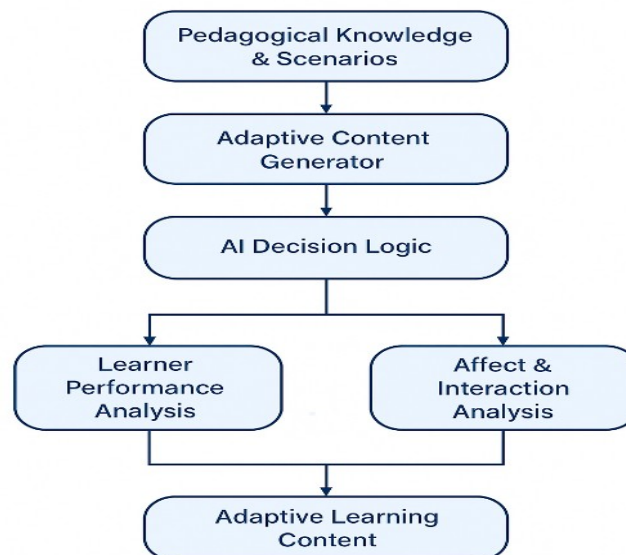 Pedagogical Knowledge
& Scenarios
Adaptive Content
Generator
AI Decision Logic
Learner
Performance
Analysis
Affect &
Interaction
Analysis
Adaptive Learning
Content